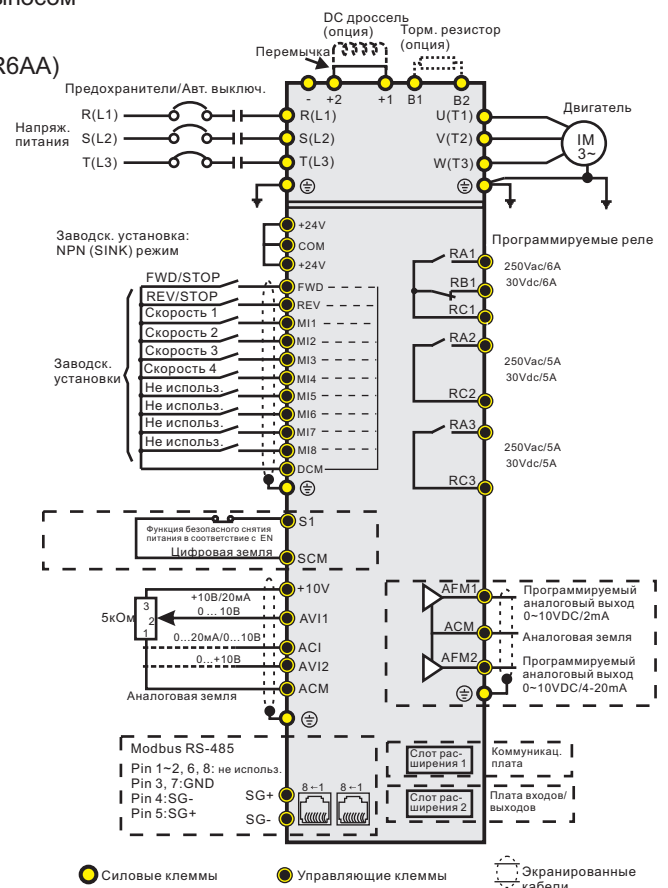 ыносом
R6AA)
DC дроссель
(опция)
Торм. резистор
(опция)
Перемычка
Предохранители/Авт. выключ.
- +2 +1 B1 B2
Напряж.
питания
R(L1)
S(L2)
T(L3)
R(L1)
S(L2)
T(L3)
U(T1)
V(T2)
W(T3)
Двигатель
IM
3~
Заводск. установка:
NPN (SINK) режим
+24V
COM
+24V
Заводск.
установки
FWD/STOP
REV/STOP
Скорость 1
Скорость 2
Скорость 3
Скорость 4
Не использ.
Не использ.
Не использ.
Не использ.
FWD
REV
MI1
MI2
MI3
MI4
MI5
MI6
MI7
MI8
DCM
Программируемые реле
RA1
RB1
RC1
250Vac/6A
30Vdc/6A
RA2
RC2
250Vac/5A
30Vdc/5A
RA3
RC3
250Vac/5A
30Vdc/5A
Функция безопасного снятия
питания в соответствие с EN
Цифровая земля
S1
SCM
5кОм
3
2
1
+10В/20мА
0 ... 10В
0...20мА/0...10В
0...+10В
Аналоговая земля
+10V
AVI1
ACI
AVI2
ACM
AFM1
ACM
AFM2
Программируемый
аналоговый выход
0~10VDC/2mA
Аналоговая земля
Программируемый
аналоговый выход
0~10VDC/4-20mA
Modbus RS-485
Pin 1~2, 6, 8: не использ.
Pin 3, 7:GND
Pin 4:SG-
Pin 5:SG+
SG+
SG-
8←1 8←1
Слот рас-
ширения 1
Коммуникац.
плата
Слот рас-
ширения 2
Плата входов/
выходов
Силовые клеммы
Управляющие клеммы
Экранированные
кабели